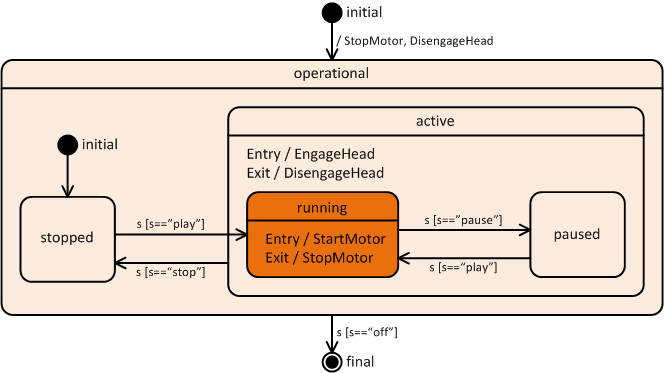 initial
/ StopMotor, DisengageHead
operational
active
initial
Entry / EngageHead
Exit / DisengageHead
stopped
s [s==”play”]
running
Entry / StartMotor
Exit / StopMotor
s [s==”pause”]
paused
s [s==“stop”]
s [s==“play”]
s [s==“off”]
final